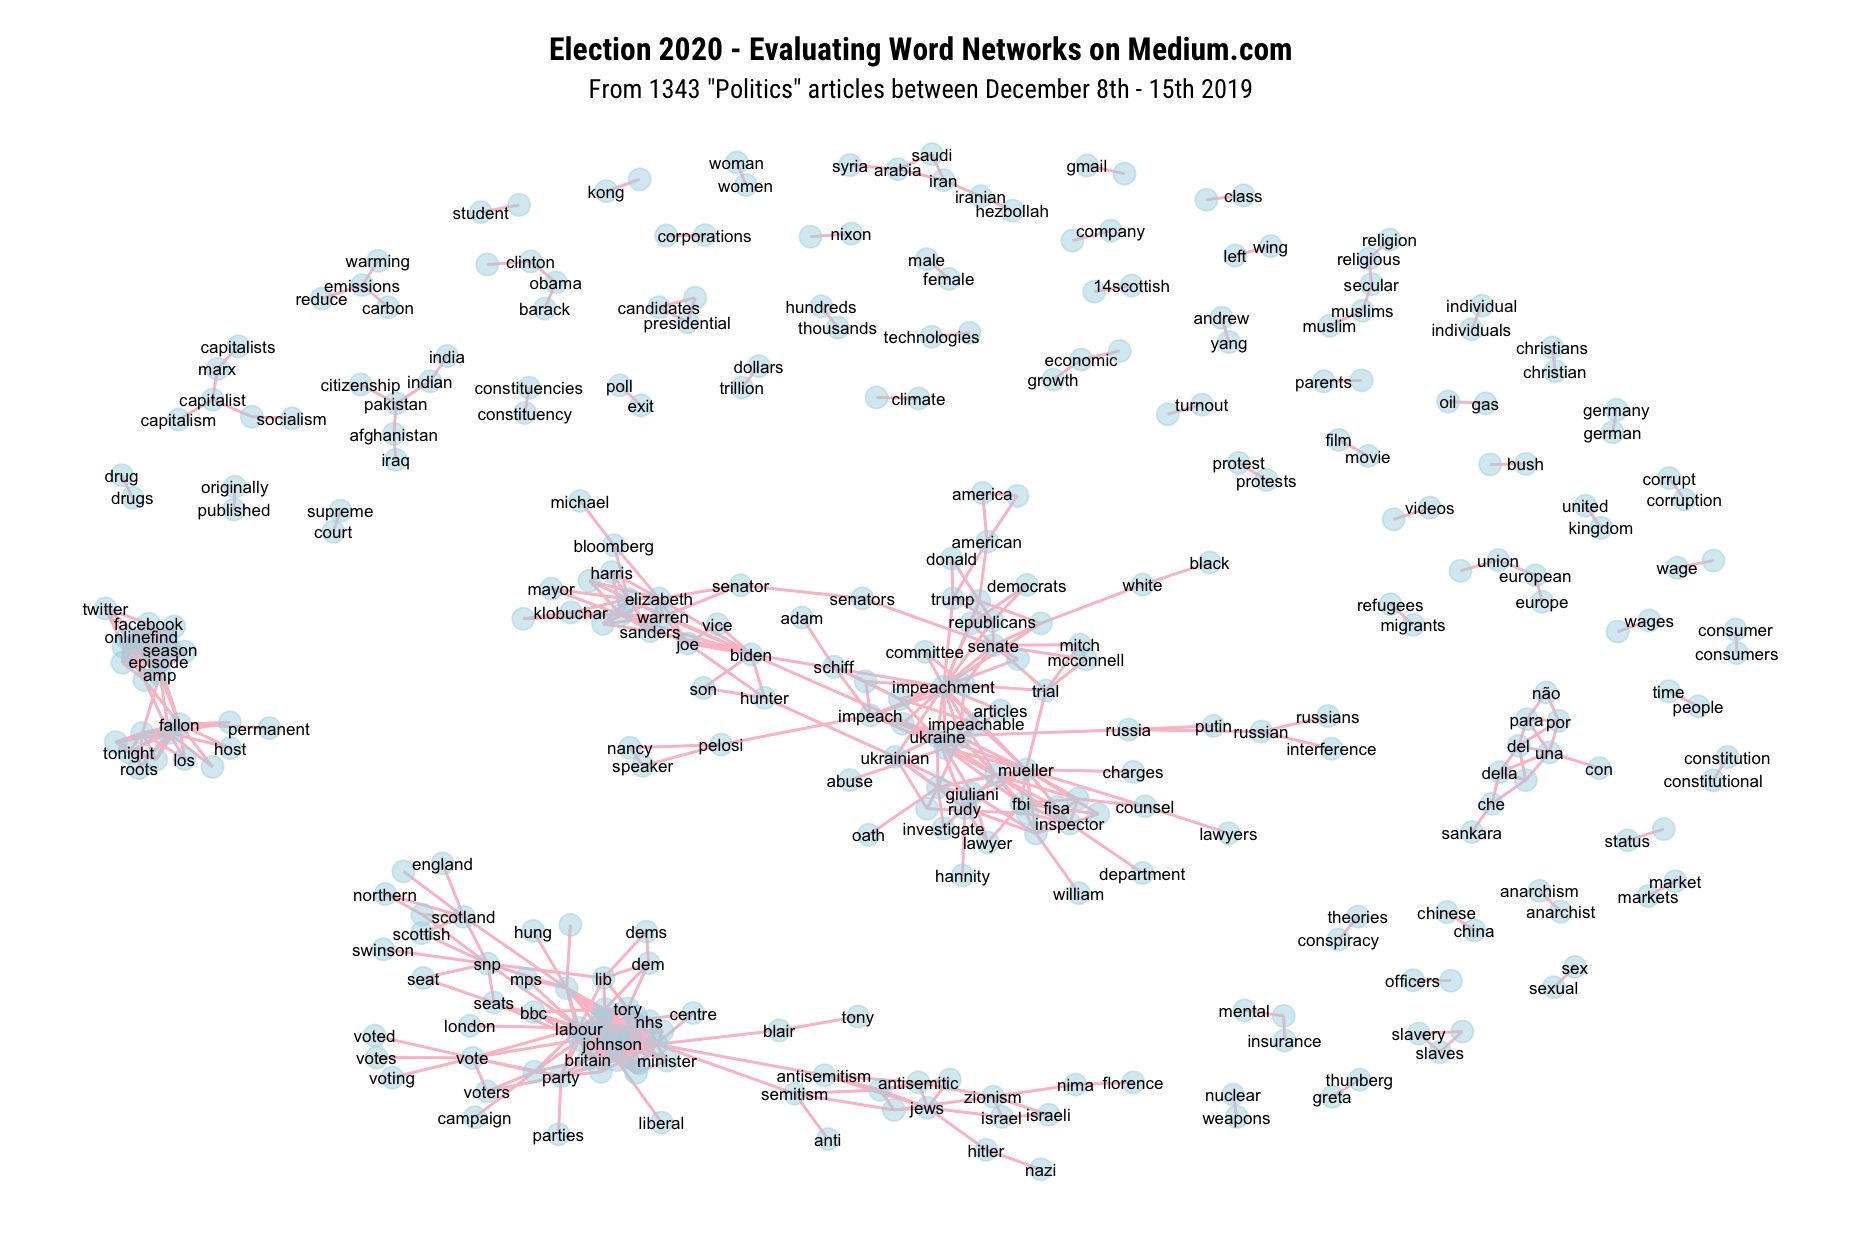 Election 2020 - Evaluating Word Networks on Medium.com
From 1343 "Politics" articles between December 8th - 15th 2019
woman
women
kong
student
syria
arabia
saudi
iran
iranian
hezbollah
gmail
class
corporations
nixon
company
left
wing
religion
religious
secular
muslims
muslim
warming
emissions
reduce
carbon
clinton
obama
barack
male
female
14scottish
candidates
presidential
hundreds
thousands
technologies
andrew
yang
individual
individuals
christians
christian
capitalists
marx
capitalist
capitalism
socialism
india
indian
citizenship
pakistan
afghanistan
iraq
constituencies
constituency
poll
exit
dollars
trillion
climate
economic
growth
turnout
parents
oil
gas
germany
german
film
movie
protest
protests
bush
corrupt
corruption
drug
drugs
originally
published
supreme
court
videos
united
kingdom
michael
bloomberg
harris
mayor
klobuchar
elizabeth
warren
sanders
joe
senator
vice
biden
son
hunter
america
american
donald
trump
democrats
republicans
senators
adam
schiff
committee
senate
mitch
mcconnell
white
black
impeachment
trial
impeach
articles
impeachable
ukraine
ukrainian
nancy
speaker
pelosi
abuse
russia
putin
russian
russians
interference
mueller
charges
giuliani
rudy
fbi
fisa
inspector
counsel
lawyers
oath
investigate
lawyer
hannity
department
william
union
european
europe
wage
refugees
migrants
wages
consumer
consumers
time
people
não
para
por
del
una
della
con
che
sankara
constitution
constitutional
status
twitter
facebook
onlinefind
season
episode
amp
fallon
permanent
host
tonight
los
roots
england
northern
scotland
scottish
swinson
hung
dems
snp
mps
lib
dem
seat
seats
bbc
tory
nhs
centre
london
labour
johnson
britain
minister
voted
votes
vote
voting
voters
party
campaign
parties
liberal
blair
tony
antisemitism
semitism
antisemitic
jews
zionism
nima
florence
israel
israeli
anti
hitler
nazi
market
markets
anarchism
anarchist
chinese
china
theories
conspiracy
officers
sex
sexual
mental
insurance
slavery
slaves
thunberg
greta
nuclear
weapons